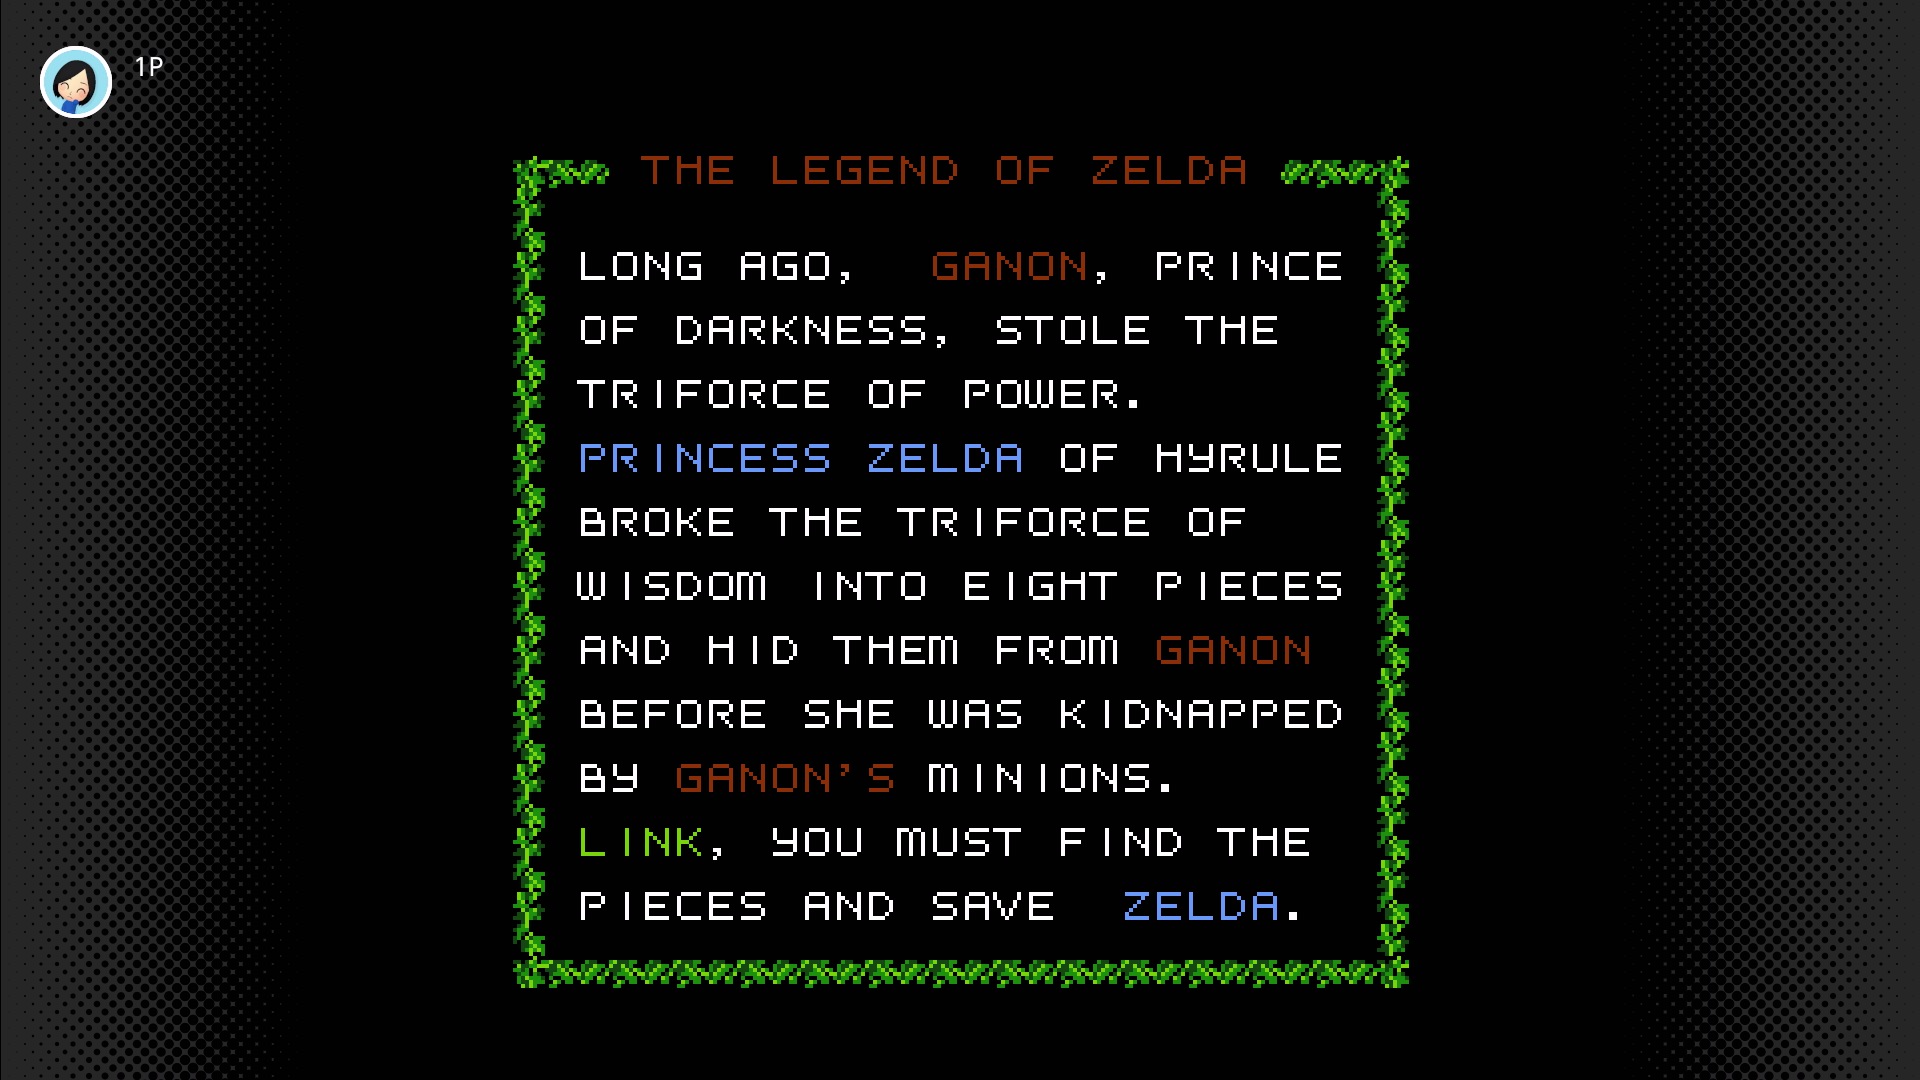 1P
THE LEGEND OF ZELDA
LONG AGO, GANON, PRINCE
OF DARKNESS, STOLE THE
TRIFORCE OF POWER.
PRINCESS ZELDA OF HYRULE
BROKE THE TRIFORCE OF
WISDOM INTO EIGHT PIECES
AND HID THEM FROM GANON
BEFORE SHE WAS KIDNAPPED
BY GANON'S MINIONS.
LINK, YOU MUST FIND THE
PIECES AND SAVE ZELDA.